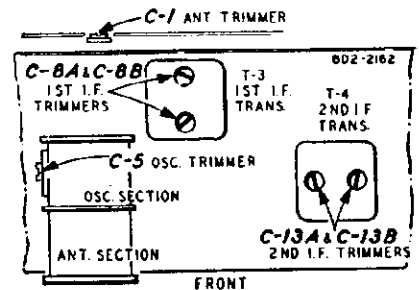 C-1 ANT TRIMMER
6D2-2162
C-8A & C-8B
1ST I.F.
TRIMMERS
T-3
1ST I.F.
TRANS.
T-4
2ND I.F
TRANS.
C-5 OSC. TRIMMER
OSC. SECTION
ANT. SECTION
C-13A & C-13B
2ND I.F. TRIMMERS
FRONT